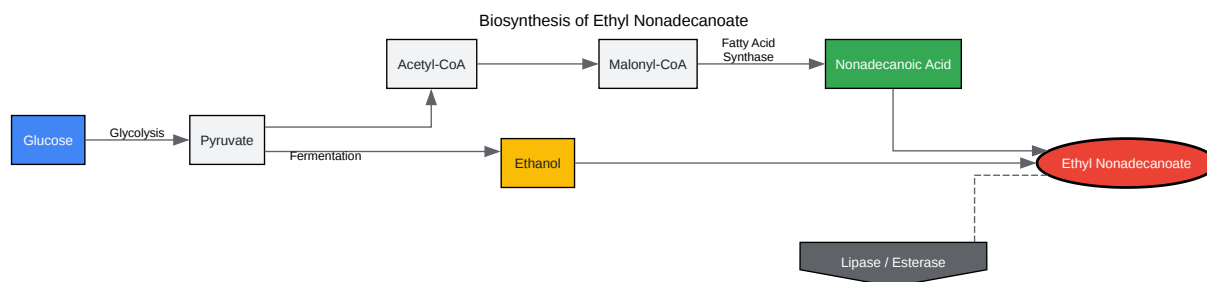 Biosynthesis of Ethyl Nonadecanoate
Acetyl-CoA
Malonyl-CoA
Fatty Acid
Synthase
Nonadecanoic Acid
Glucose
Glycolysis
Pyruvate
Fermentation
Ethanol
Ethyl Nonadecanoate
Lipase / Esterase